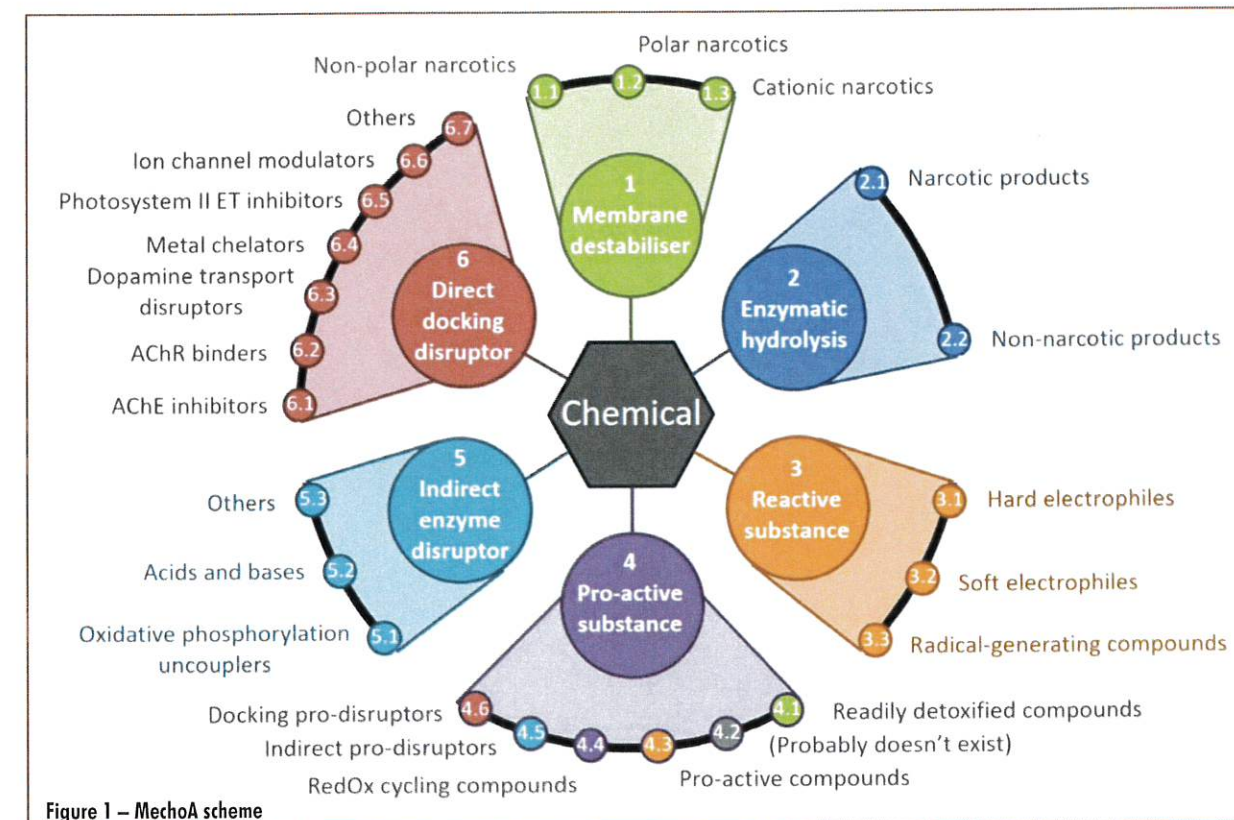 Polar narcotics
Non-polar narcotics
1.1
1.2
1.3
Cationic narcotics
1
Membrane
destabiliser
2.1
Narcotic products
2
Enzymatic
hydrolysis
2.2
Non-narcotic products
Chemical
3
Reactive
substance
3.1
Hard electrophiles
3.2
Soft electrophiles
3.3
Radical-generating compounds
4
Pro-active
substance
4.1
Readily detoxified compounds
4.2
(Probably doesn't exist)
4.3
Pro-active compounds
4.4
RedOx cycling compounds
4.5
Indirect pro-disruptors
4.6
Docking pro-disruptors
5
Indirect
enzyme
disruptor
5.3
Others
5.2
Acids and bases
5.1
Oxidative phosphorylation
uncouplers
6
Direct
docking
disruptor
Others
6.7
Ion channel modulators
6.6
Photosystem II ET inhibitors
6.5
Metal chelators
6.4
Dopamine transport
disruptors
6.3
AChR binders
6.2
AChE inhibitors
6.1
Figure 1 – MechoA scheme